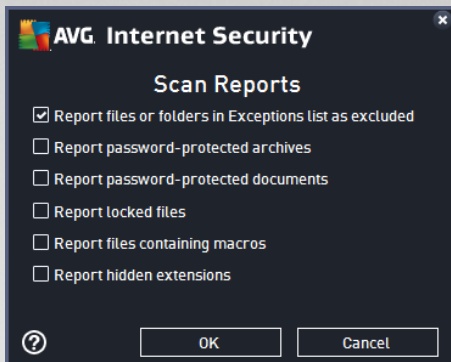 AVG. Internet Security
Scan Reports
Report files or folders in Exceptions list as excluded
Report password-protected archives
Report password-protected documents
Report locked files
Report files containing macros
Report hidden extensions
?
OK
Cancel